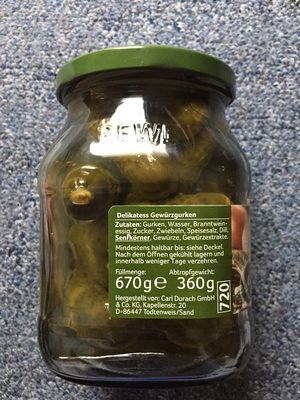 REWE
Delikatess Gewürzgurken
Zutaten: Gurken, Wasser, Branntwein-
essig, Zucker, Zwiebeln, Speisesalz, Dill,
Senfkörner, Gewürze, Gewürzextrakte.
Mindestens haltbar bis: siehe Deckel.
Nach dem Öffnen gekühlt lagern und
innerhalb weniger Tage verzehren.
Füllmenge: Abtropfgewicht:
670g℮ 360g
Hergestellt von: Carl Durach GmbH
& Co. KG, Kapellenstr. 20
D-86447 Todtenweis/Sand
720